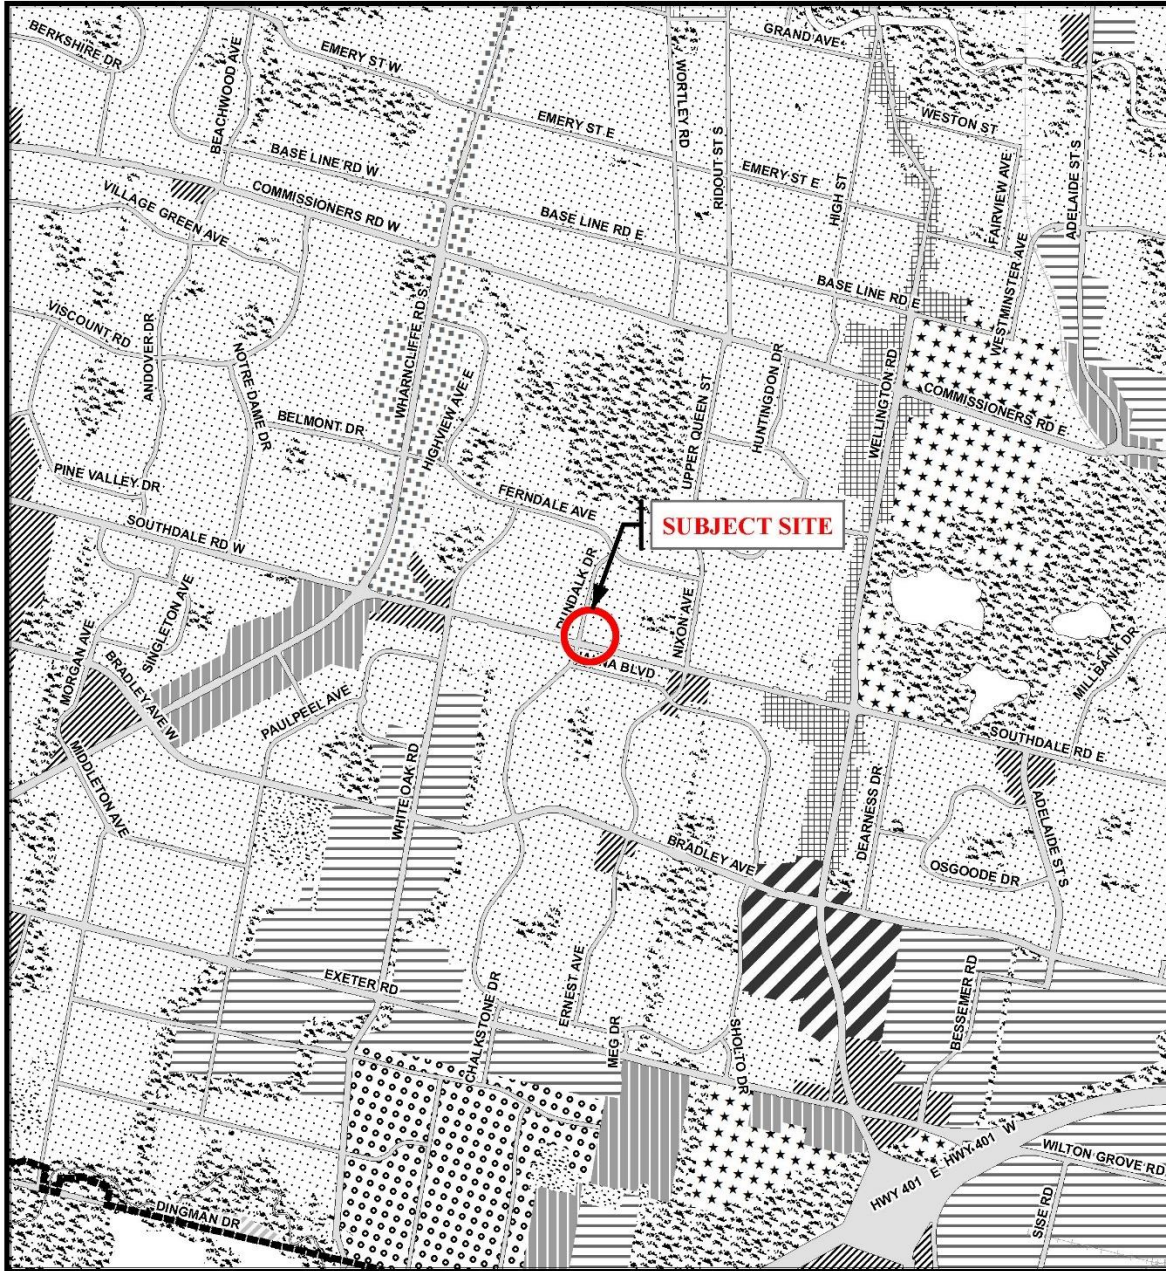 BERKSHIRE DR
BEACHWOOD AVE
EMERY ST W
WORTLEY RD
RIDOUT ST S
GRAND AVE
WESTON ST
ADELAIDE ST S
EMERY ST E
EMERY ST E
HIGH ST
FAIRVIEW AVE
BASE LINE RD W
COMMISSIONERS RD W
VILLAGE GREEN AVE
BASE LINE RD E
BASE LINE RD E
WESTMINSTER AVE
VISCOUNT RD
ANDOVER DR
NOTRE DAME DR
WHARNCLIFFE RD S
HIGHVIEW AVE E
BELMONT DR
UPPER QUEEN ST
HUNTINGDON DR
WELLINGTON RD
COMMISSIONERS RD E
PINE VALLEY DR
SOUTHDALE RD W
FERNDALE AVE
SUBJECT SITE
DUNDALK DR
NIXON AVE
SINGLETON AVE
MORGAN AVE
BRADLEY AVE W
PAULPEEL AVE
BLVD
MILLBANK DR
SOUTHDALE RD E
MIDDLETON AVE
WHITE OAK RD
DEARNESS DR
ADELAIDE ST S
BRADLEY AVE
OSGOODE DR
EXETER RD
CHALKSTONE DR
ERNEST AVE
MEG DR
SHOLTO DR
BESSEMER RD
HWY 401 E
HWY 401 W
WILTON GROVE RD
SISE RD
DINGMAN DR